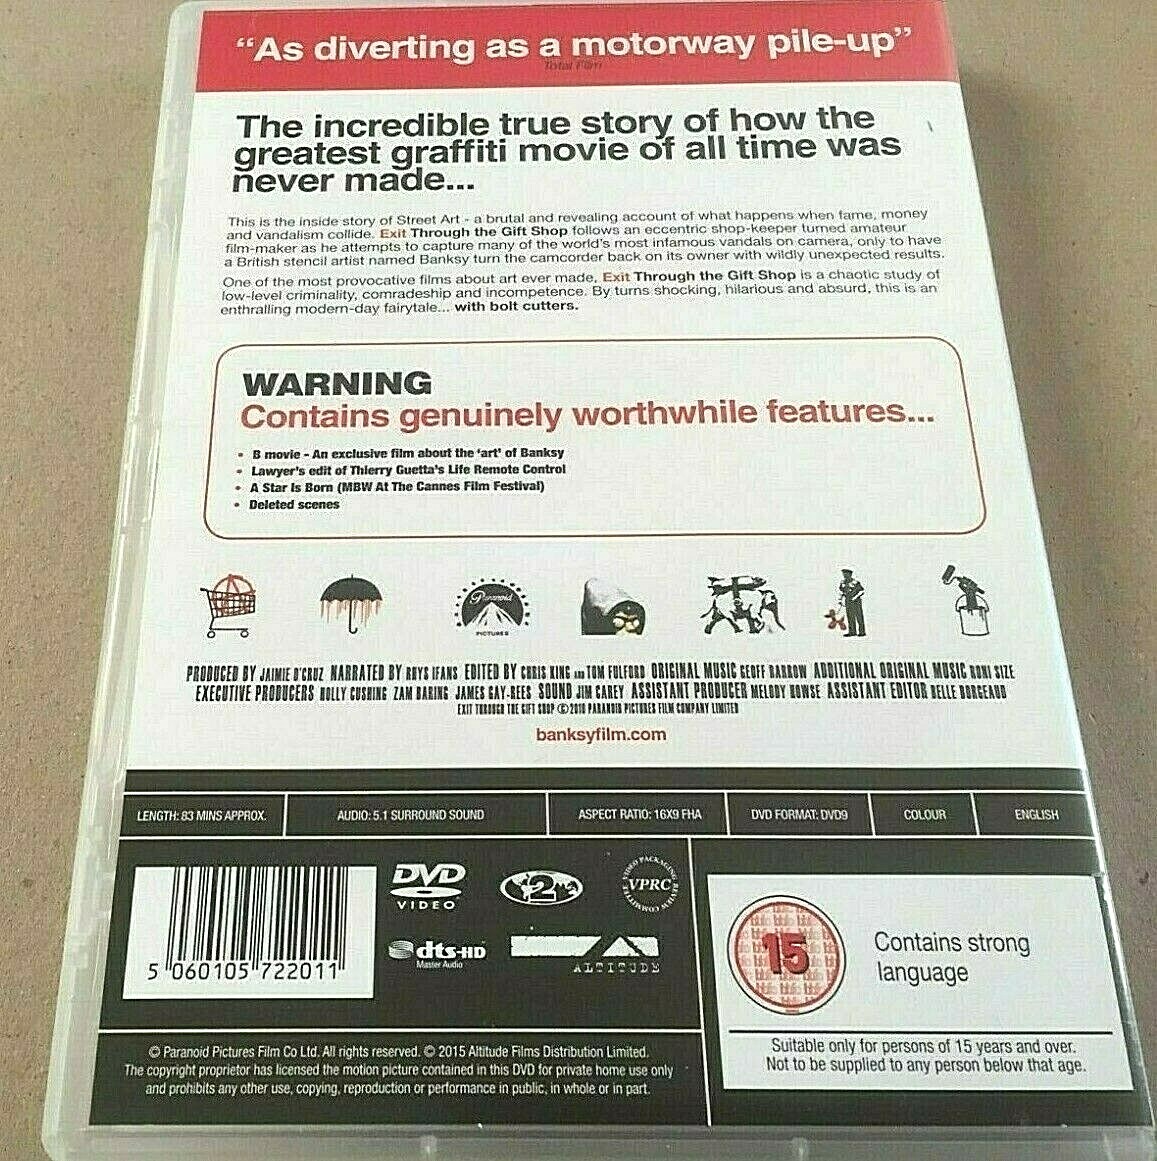 “As diverting as a motorway pile-up”
Total Film
The incredible true story of how the
greatest graffiti movie of all time was
never made...
This is the inside story of Street Art - a brutal and revealing account of what happens when fame, money
and vandalism collide. Exit Through the Gift Shop follows an eccentric shop-keeper turned amateur
film-maker as he attempts to capture many of the world's most infamous vandals on camera, only to have
a British stencil artist named Banksy turn the camcorder back on its owner with wildly unexpected results.
One of the most provocative films about art ever made, Exit Through the Gift Shop is a chaotic study of
low-level criminality, comradeship and incompetence. By turns shocking, hilarious and absurd, this is an
enthralling modern-day fairytale... with bolt cutters.
WARNING
Contains genuinely worthwhile features...
• B movie - An exclusive film about the ‘art’ of Banksy
• Lawyer's edit of Thierry Guetta's Life Remote Control
• A Star Is Born (MBW At The Cannes Film Festival)
• Deleted scenes
Paranoid
PICTURES
PRODUCED BY JAIMIE D'CRUZ NARRATED BY RHYS IFANS EDITED BY CHRIS KING AND TOM FULFORD ORIGINAL MUSIC GEOFF BARROW ADDITIONAL ORIGINAL MUSIC RONI SIZE
EXECUTIVE PRODUCERS HOLLY CUSHING ZAM BARING JAMES GAY-REES SOUND JIM CAREY ASSISTANT PRODUCER MELODY HOWSE ASSISTANT EDITOR BELLE BORGEAUD
EXIT THROUGH THE GIFT SHOP ©2010 PARANOID PICTURES FILM COMPANY LIMITED
banksyfilm.com
LENGTH: 83 MINS APPROX. AUDIO: 5.1 SURROUND SOUND ASPECT RATIO: 16X9 FHA DVD FORMAT: DVD9 COLOUR ENGLISH
5 060105 722011
DVD
VIDEO
2
VIDEO PACKAGING REVIEW COMMITTEE
VPRC
dts-HD
Master Audio
ALTITUDE
15
Contains strong
language
Suitable only for persons of 15 years and over.
Not to be supplied to any person below that age.
© Paranoid Pictures Film Co Ltd. All rights reserved. © 2015 Altitude Films Distribution Limited.
The copyright proprietor has licensed the motion picture contained in this DVD for private home use only
and prohibits any other use, copying, reproduction or performance in public, in whole or in part.